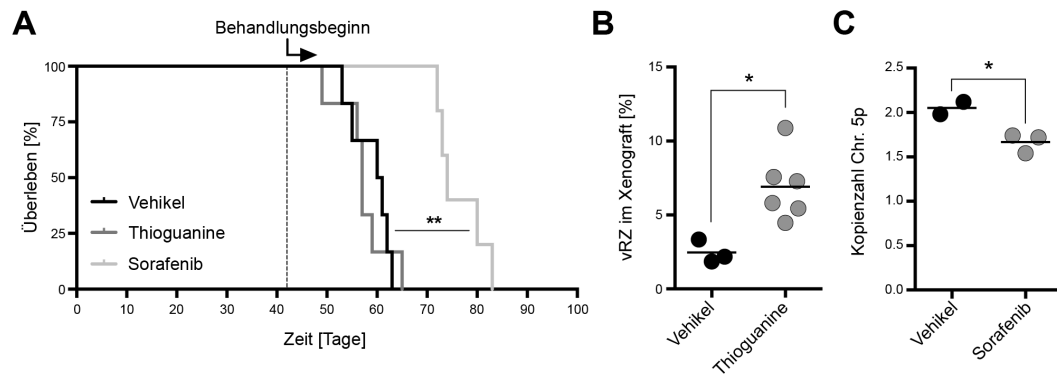 A
Behandlungsbeginn
Überleben [%]
100
75
50
25
0
Vehikel
Thioguanine
Sorafenib
**
0 10 20 30 40 50 60 70 80 90 100
Zeit [Tage]
B
vRZ im Xenograft [%]
15
10
5
0
*
Vehikel
Thioguanine
C
Kopienzahl Chr. 5p
2.5
2.0
1.5
1.0
0.5
0.0
*
Vehikel
Sorafenib